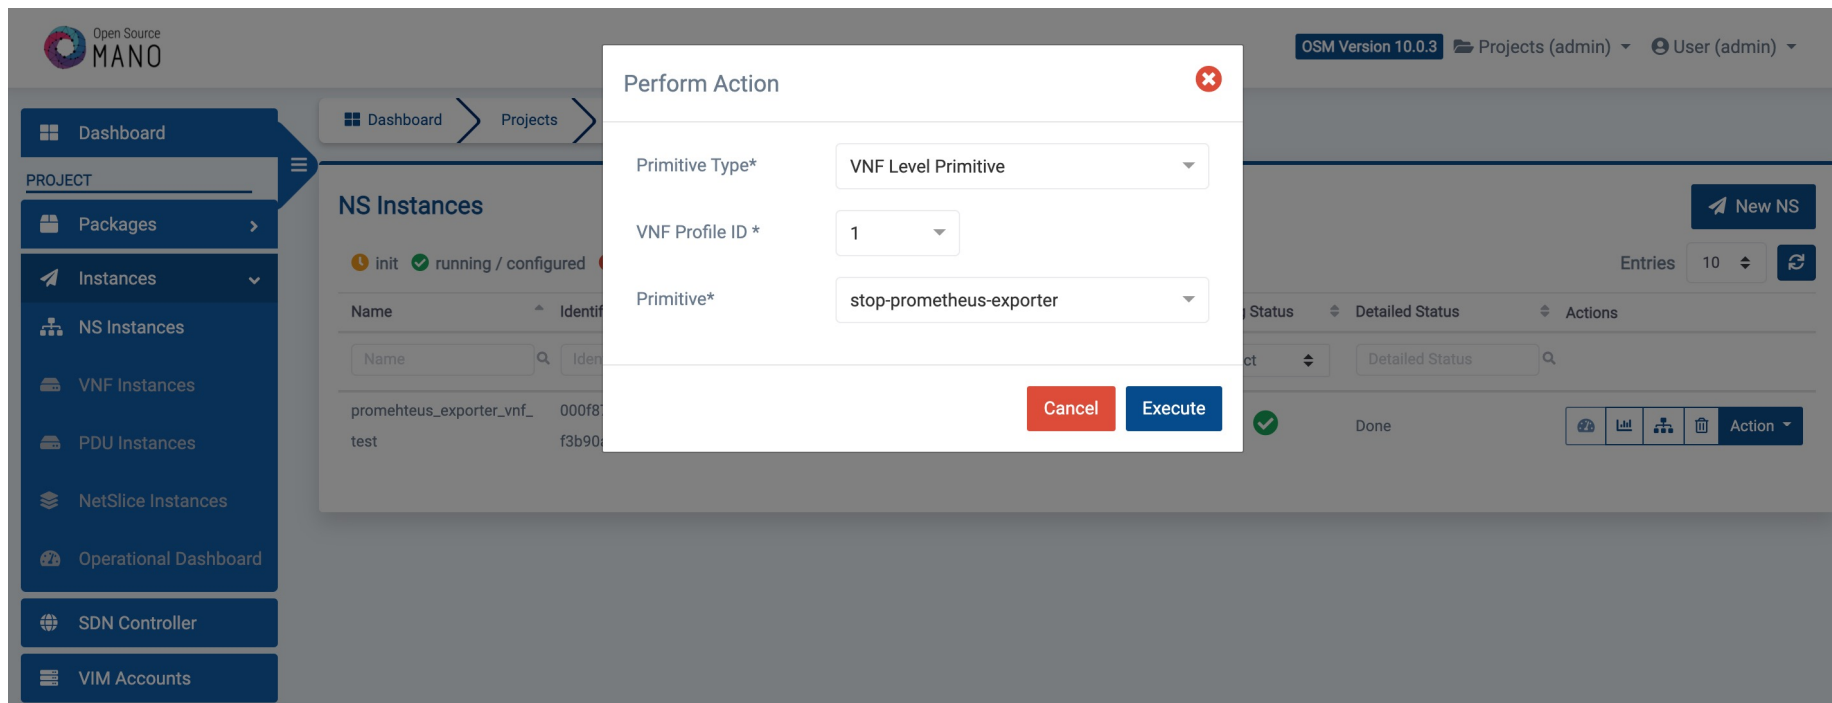 Open Source
MANO
OSM Version 10.0.3 Projects (admin) User (admin)
Dashboard
PROJECT
Packages
Instances
NS Instances
VNF Instances
PDU Instances
NetSlice Instances
Operational Dashboard
SDN Controller
VIM Accounts
Dashboard Projects
NS Instances
New NS
init running / configured
Entries 10
Name Identif Status Detailed Status Actions
Name Iden ct Detailed Status
promehteus_exporter_vnf_ 000f8
test f3b90
Done Action
Perform Action
Primitive Type* VNF Level Primitive
VNF Profile ID * 1
Primitive* stop-prometheus-exporter
Cancel Execute